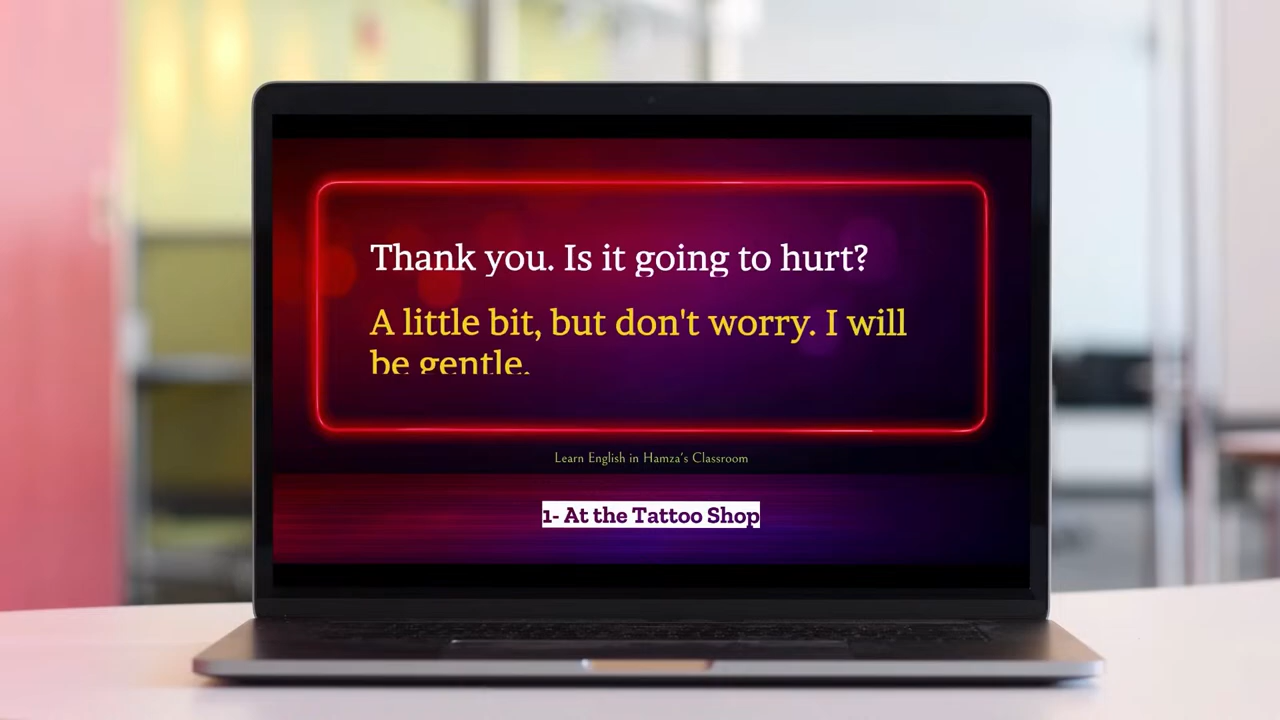 Thank you. Is it going to hurt?
A little bit, but don't worry. I will
be gentle.
Learn English in Hamza's Classroom
1- At the Tattoo Shop